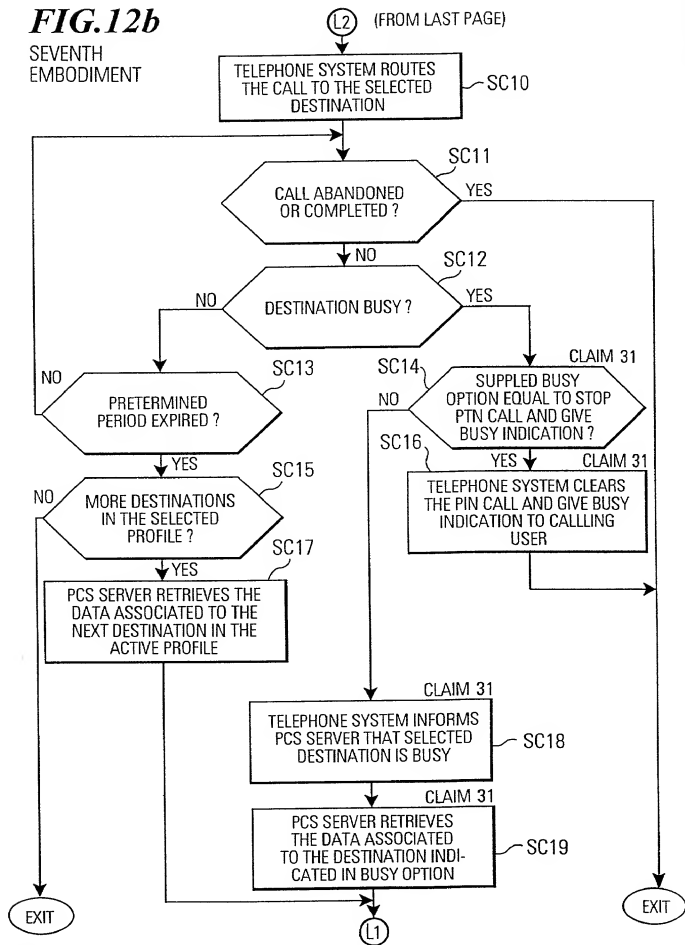 FIG.12b
SEVENTH
EMBODIMENT
L2
(FROM LAST PAGE)
TELEPHONE SYSTEM ROUTES
THE CALL TO THE SELECTED
DESTINATION
SC10
SC11
CALL ABANDONED
OR COMPLETED ?
YES
NO
SC12
DESTINATION BUSY ?
NO
YES
SC13
NO
PRETERMINED
PERIOD EXPIRED ?
YES
CLAIM 31
SC14
NO
SUPPLED BUSY
OPTION EQUAL TO STOP
PTN CALL AND GIVE
BUSY INDICATION ?
YES
SC15
NO
MORE DESTINATIONS
IN THE SELECTED
PROFILE ?
YES
SC16
CLAIM 31
TELEPHONE SYSTEM CLEARS
THE PIN CALL AND GIVE BUSY
INDICATION TO CALLLING
USER
SC17
PCS SERVER RETRIEVES THE
DATA ASSOCIATED TO THE
NEXT DESTINATION IN THE
ACTIVE PROFILE
CLAIM 31
TELEPHONE SYSTEM INFORMS
PCS SERVER THAT SELECTED
DESTINATION IS BUSY
SC18
CLAIM 31
PCS SERVER RETRIEVES
THE DATA ASSOCIATED
TO THE DESTINATION INDI-
CATED IN BUSY OPTION
SC19
EXIT
L1
EXIT